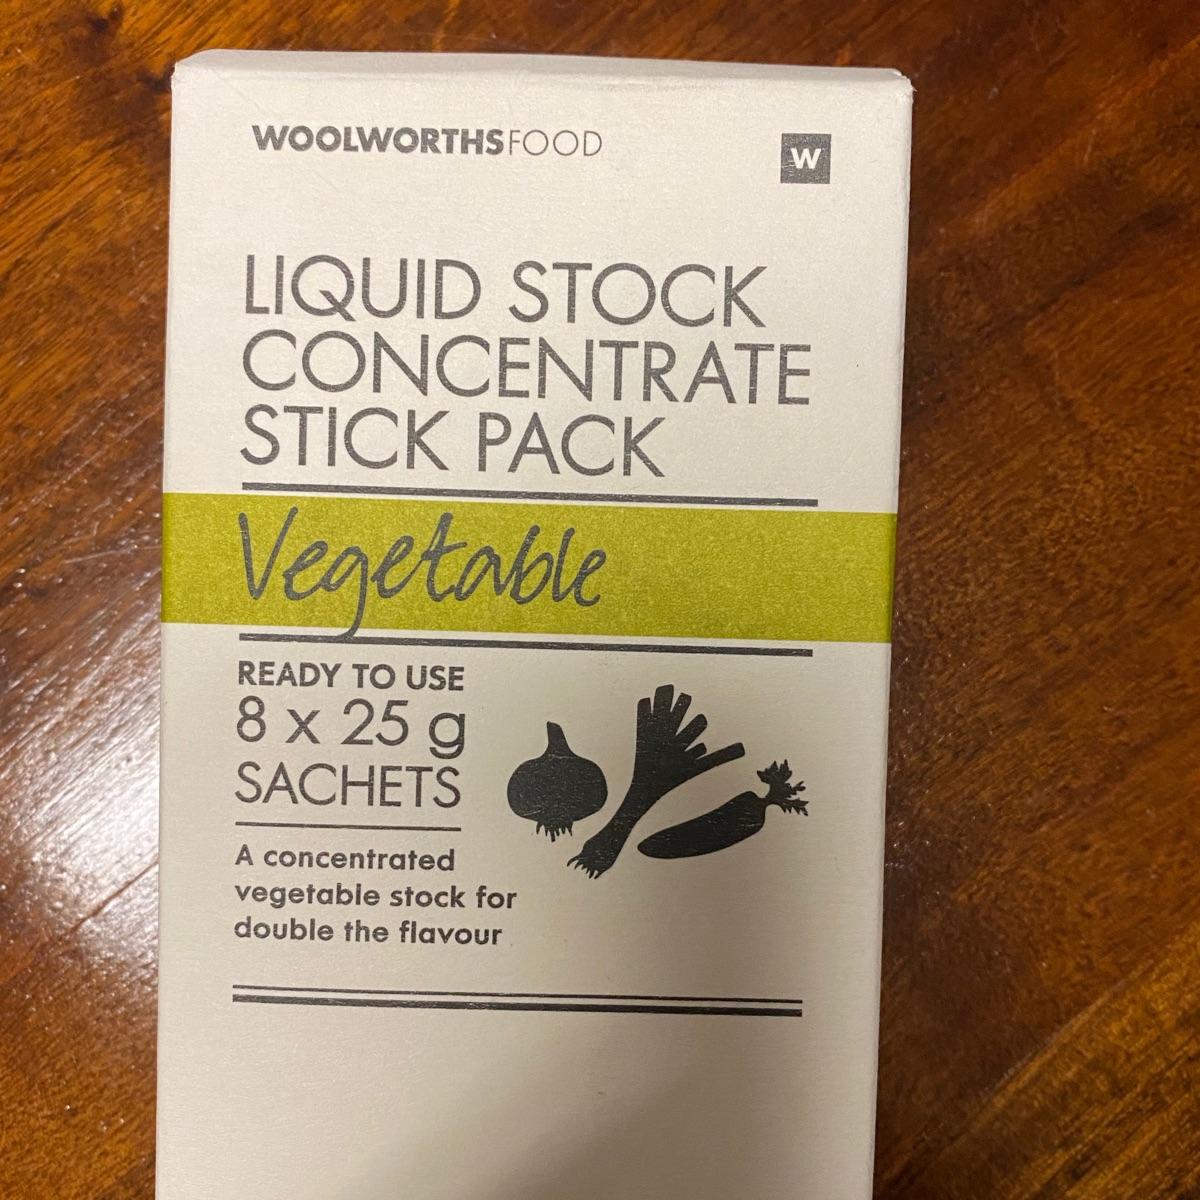 WOOLWORTHSFOOD
W
LIQUID STOCK
CONCENTRATE
STICK PACK
Vegetable
READY TO USE
8 x 25 g
SACHETS
A concentrated
vegetable stock for
double the flavour